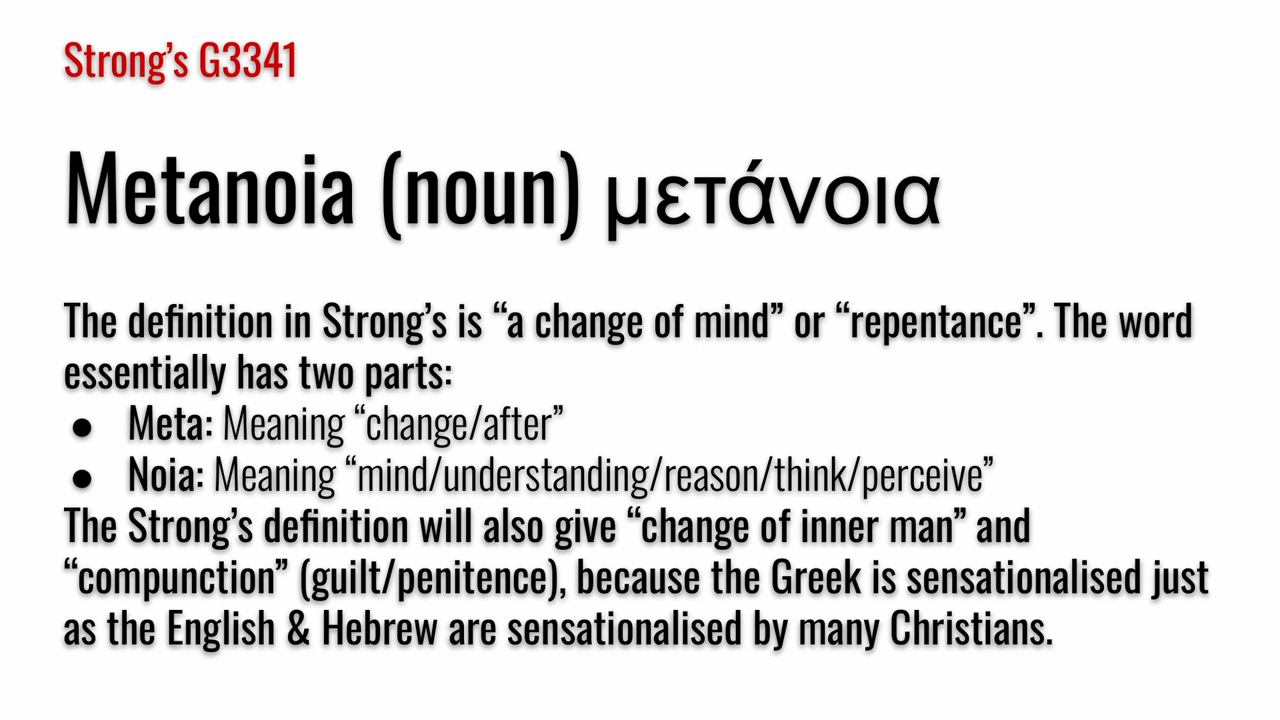 Strong’s G3341
Metanoia (noun) μετάνοια
The definition in Strong’s is “a change of mind” or “repentance”. The word
essentially has two parts:
● Meta: Meaning “change/after”
● Noia: Meaning “mind/understanding/reason/think/perceive”
The Strong’s definition will also give “change of inner man” and
“compunction” (guilt/penitence), because the Greek is sensationalised just
as the English & Hebrew are sensationalised by many Christians.